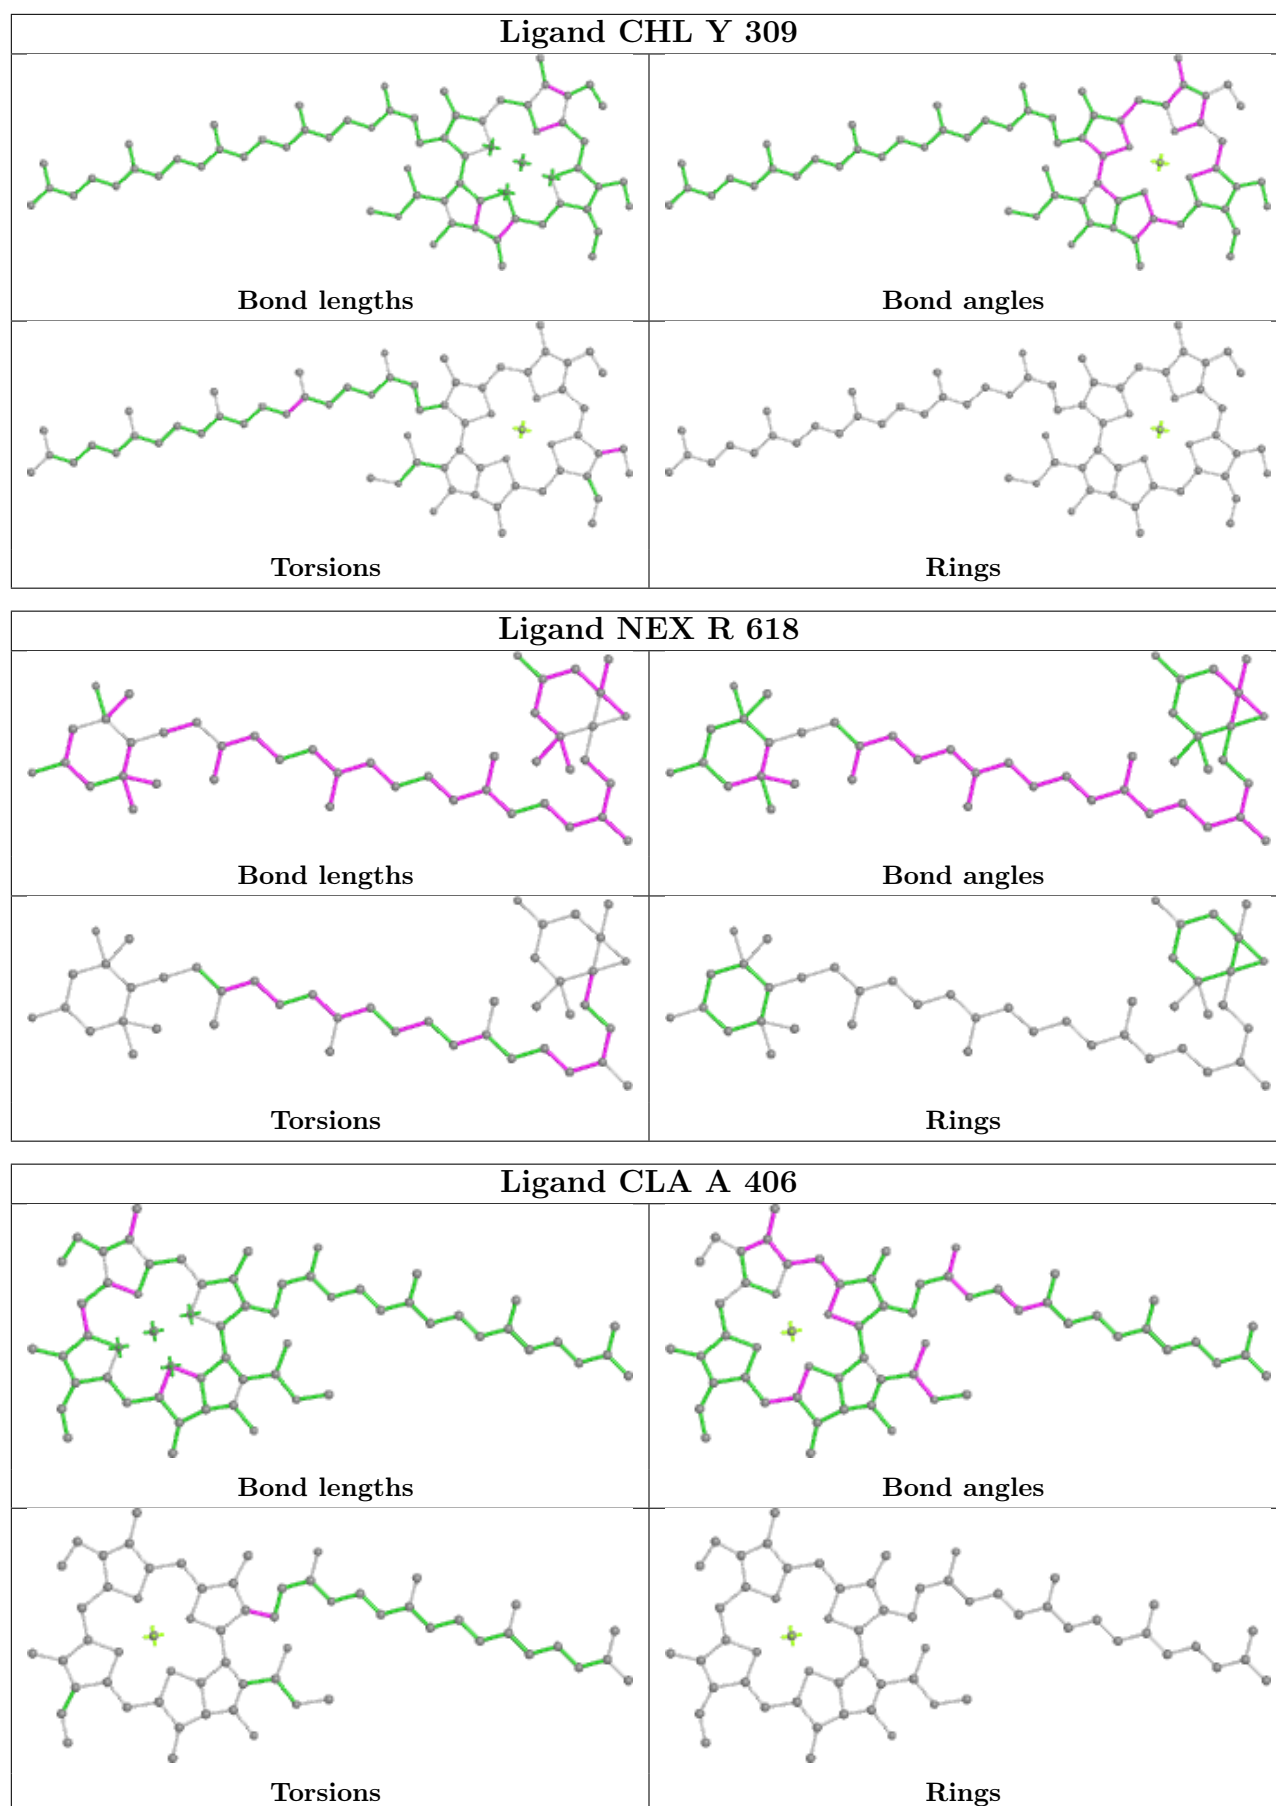 Ligand CHL Y 309
Bond lengths
Bond angles
Torsions
Rings
Ligand NEX R 618
Bond lengths
Bond angles
Torsions
Rings
Ligand CLA A 406
Bond lengths
Bond angles
Torsions
Rings